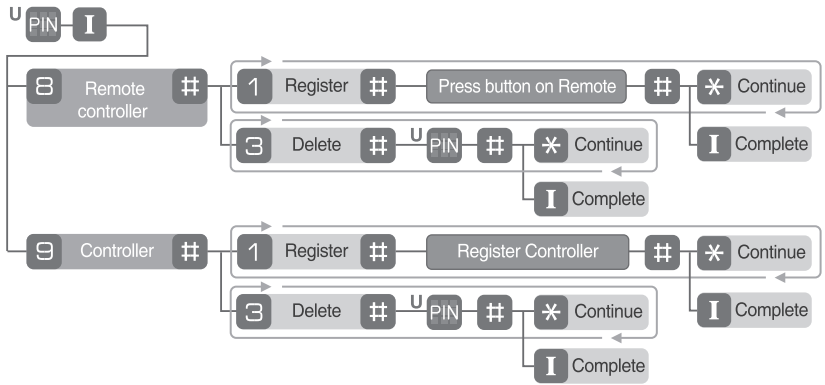 U PIN I
8 Remote controller # 1 Register # Press button on Remote # * Continue
I Complete
3 Delete # U PIN # * Continue
I Complete
9 Controller # 1 Register # Register Controller # * Continue
I Complete
3 Delete # U PIN # * Continue
I Complete